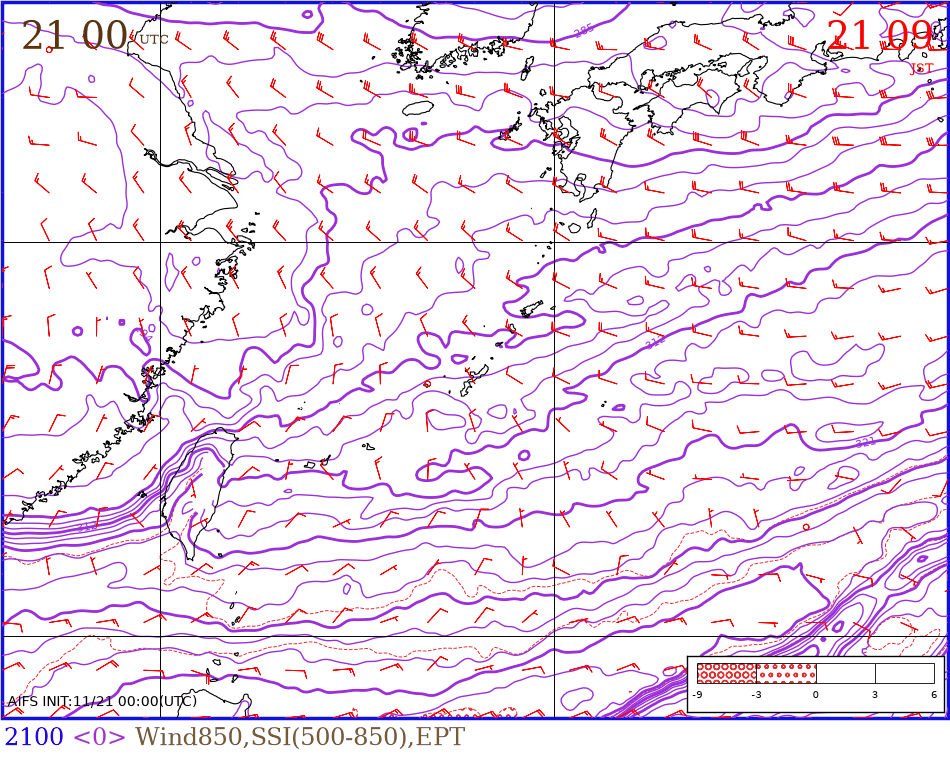 21 00 UTC
21 09
JST
285
312
321
AIFS INIT:11/21 00:00(UTC)
-9 -3 0 3 6
2100 <0> Wind850,SSI(500-850),EPT